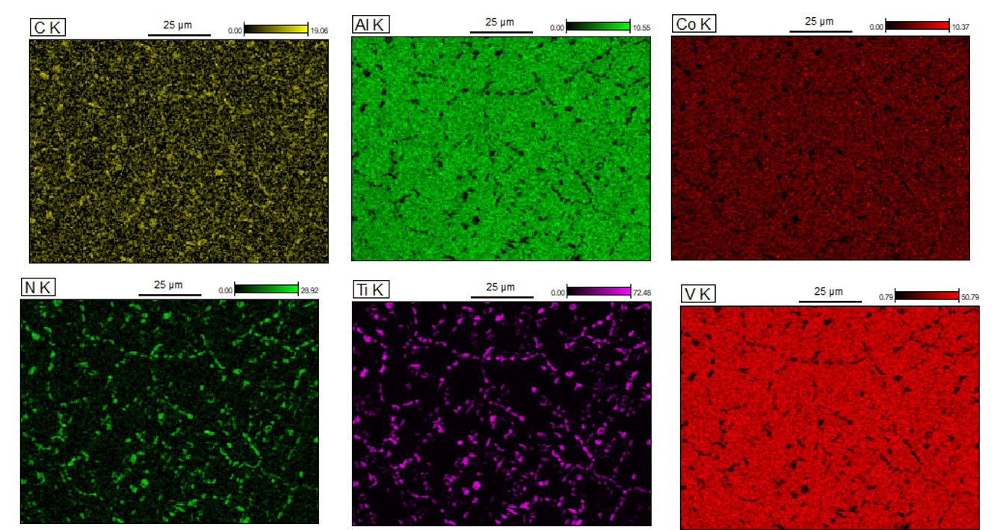 C K
25 µm
0.00
19.06
Al K
25 µm
0.00
10.55
Co K
25 µm
0.00
10.37
N K
25 µm
0.00
28.92
Ti K
25 µm
0.00
72.48
V K
25 µm
0.79
50.79